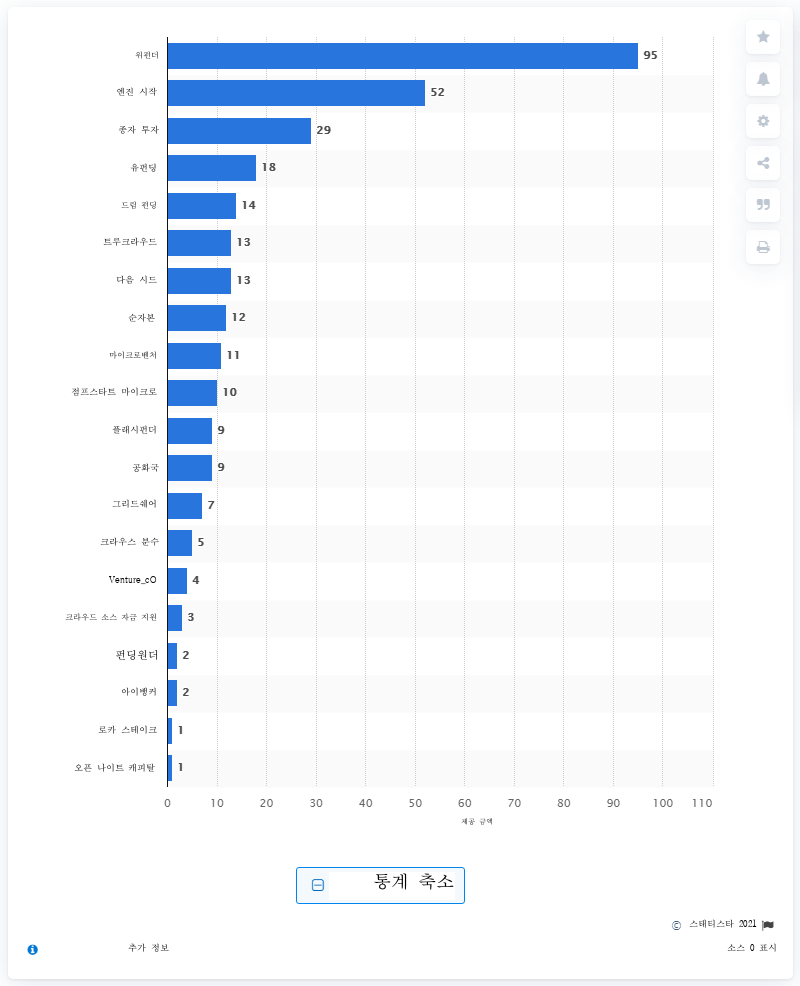 위펀더 95
엔진 시작 52
종자 투자 29
유펀딩 18
드림 펀딩 14
트루크라우드 13
다음 시드 13
순자본 12
마이크로벤처 11
점프스타트 마이크로 10
플래시펀더 9
공화국 9
그리드쉐어 7
크라우스 분수 5
Venture_cO 4
크라우드 소스 자금 지원 3
펀딩원더 2
아이뱅커 2
로카 스테이크 1
오픈 나이트 캐피탈 1
0 10 20 30 40 50 60 70 80 90 100 110
제공 금액
통계 축소
© 스태티스타 2021
추가 정보
소스 0 표시